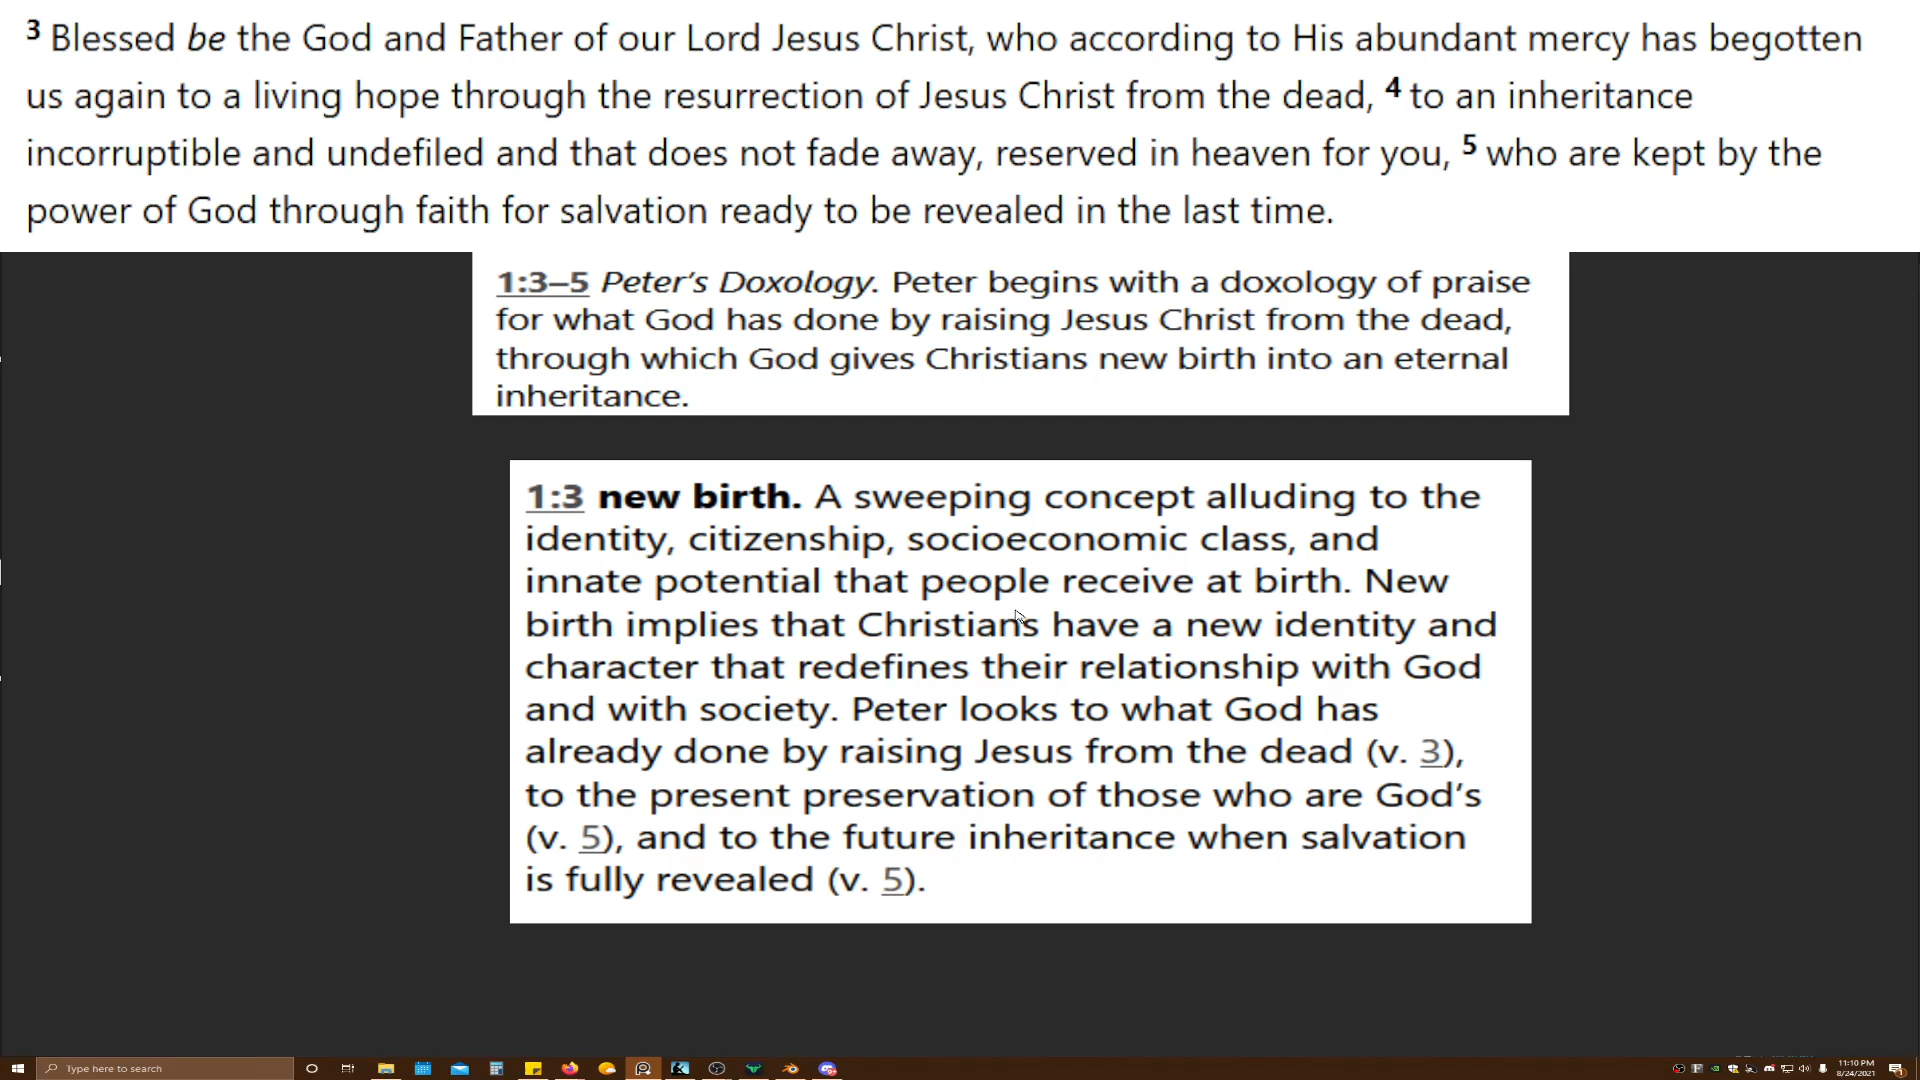 3 Blessed be the God and Father of our Lord Jesus Christ, who according to His abundant mercy has begotten
us again to a living hope through the resurrection of Jesus Christ from the dead, 4 to an inheritance
incorruptible and undefiled and that does not fade away, reserved in heaven for you, 5 who are kept by the
power of God through faith for salvation ready to be revealed in the last time.
1:3–5 Peter's Doxology. Peter begins with a doxology of praise
for what God has done by raising Jesus Christ from the dead,
through which God gives Christians new birth into an eternal
inheritance.
1:3 new birth. A sweeping concept alluding to the
identity, citizenship, socioeconomic class, and
innate potential that people receive at birth. New
birth implies that Christians have a new identity and
character that redefines their relationship with God
and with society. Peter looks to what God has
already done by raising Jesus from the dead (v. 3),
to the present preservation of those who are God's
(v. 5), and to the future inheritance when salvation
is fully revealed (v. 5).
Type here to search
11:10 PM
8/24/2021